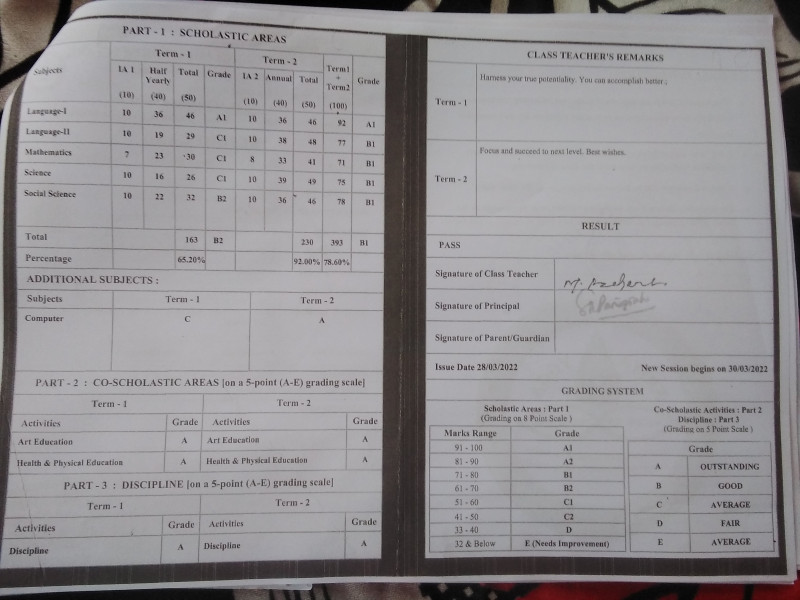 PART - 1 : SCHOLASTIC AREAS
Subjects Term - 1 Term - 2 Term1 + Term2 (100) Grade
IA 1 (10) Half Yearly (40) Total (50) Grade IA 2 (10) Annual (40) Total (50)
Language-I 10 36 46 A1 10 36 46 92 A1
Language-II 10 19 29 C1 10 38 48 77 B1
Mathematics 7 23 30 C1 8 33 41 71 B1
Science 10 16 26 C1 10 39 49 75 B1
Social Science 10 22 32 B2 10 36 46 78 B1
Total 163 B2 230 393 B1
Percentage 65.20% 92.00% 78.60%
ADDITIONAL SUBJECTS :
Subjects Term - 1 Term - 2
Computer C A
PART - 2 : CO-SCHOLASTIC AREAS [on a 5-point (A-E) grading scale]
Term - 1 Term - 2
Activities Grade Activities Grade
Art Education A Art Education A
Health & Physical Education A Health & Physical Education A
PART - 3 : DISCIPLINE [on a 5-point (A-E) grading scale]
Term - 1 Term - 2
Activities Grade Activities Grade
Discipline A Discipline A
CLASS TEACHER'S REMARKS
Term - 1 Harness your true potentiality. You can accomplish better.
Term - 2 Focus and succeed to next level. Best wishes.
RESULT
PASS
Signature of Class Teacher
Signature of Principal
Signature of Parent/Guardian
Issue Date 28/03/2022 New Session begins on 30/03/2022
GRADING SYSTEM
Scholastic Areas : Part 1
(Grading on 8 Point Scale )
Marks Range Grade
91 - 100 A1
81 - 90 A2
71 - 80 B1
61 - 70 B2
51 - 60 C1
41 - 50 C2
33 - 40 D
32 & Below E (Needs Improvement)
Co-Scholastic Activities : Part 2
Discipline : Part 3
(Grading on 5 Point Scale )
Grade
A OUTSTANDING
B GOOD
C AVERAGE
D FAIR
E AVERAGE